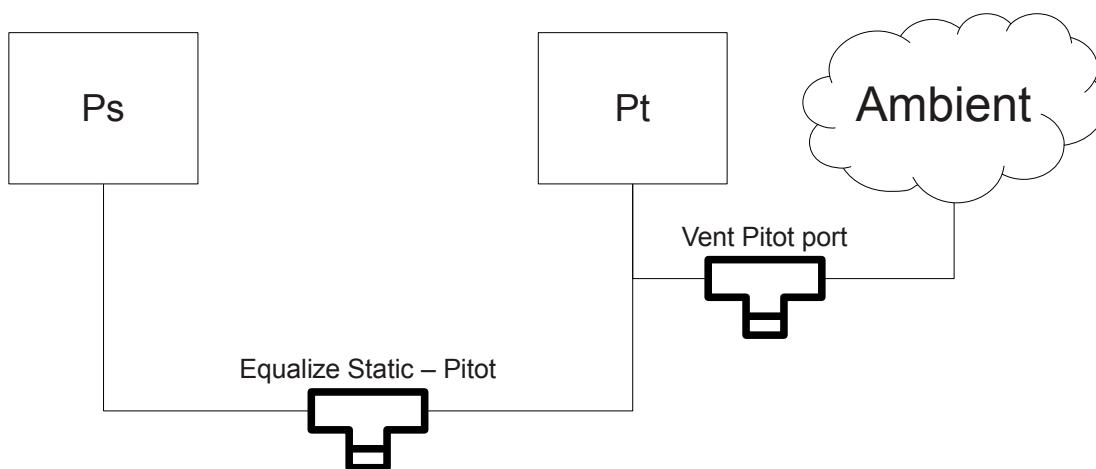 Ps
Pt
Ambient
Vent Pitot port
Equalize Static – Pitot